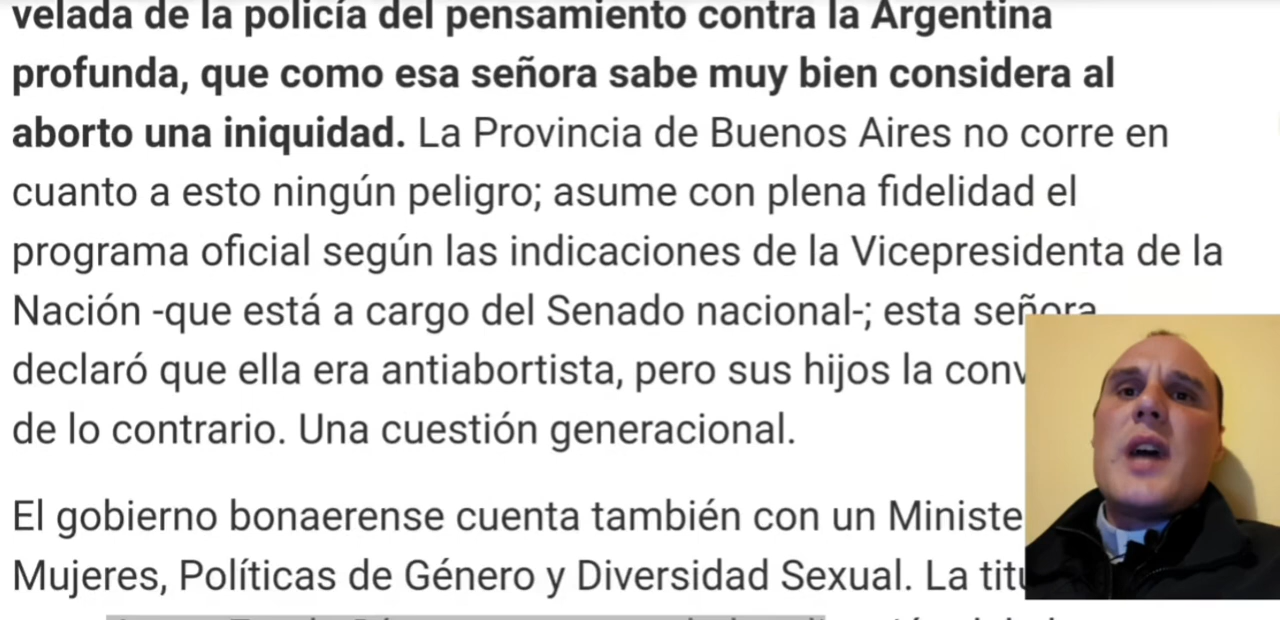 velada de la policía del pensamiento contra la Argentina
profunda, que como esa señora sabe muy bien considera al
aborto una iniquidad. La Provincia de Buenos Aires no corre en
cuanto a esto ningún peligro; asume con plena fidelidad el
programa oficial según las indicaciones de la Vicepresidenta de la
Nación -que está a cargo del Senado nacional-; esta señora
declaró que ella era antiabortista, pero sus hijos la conv
de lo contrario. Una cuestión generacional.
El gobierno bonaerense cuenta también con un Ministe
Mujeres, Políticas de Género y Diversidad Sexual. La titu